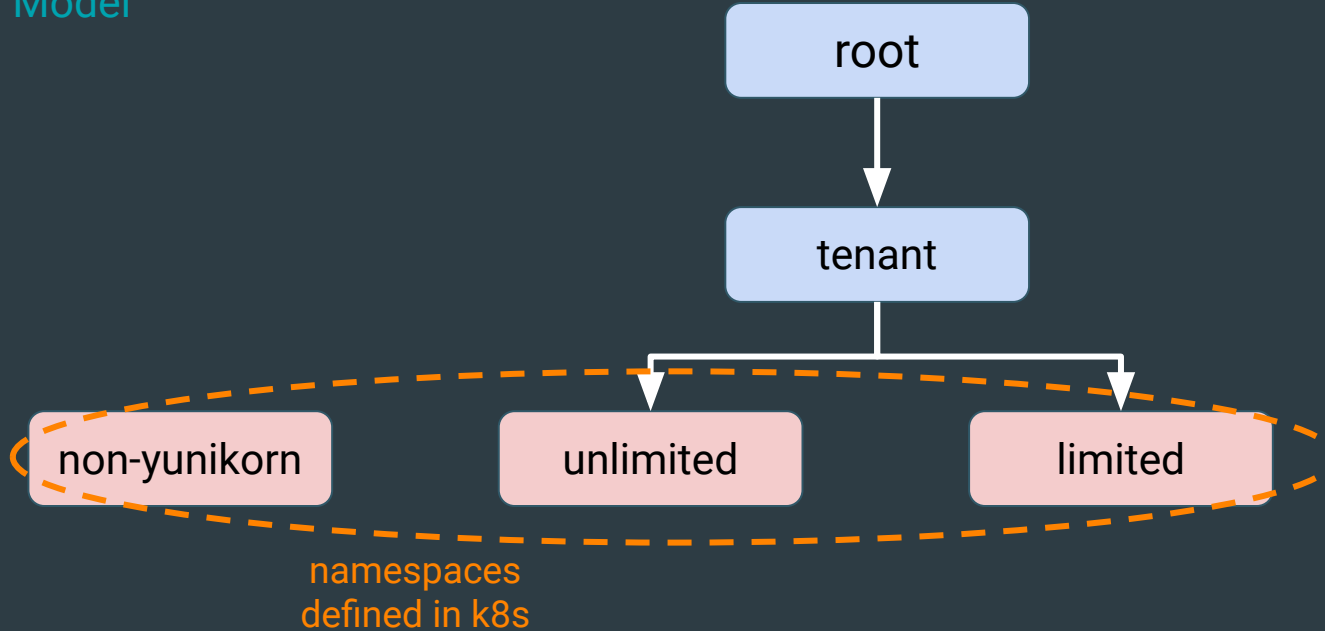 Model
root
tenant
non-yunikorn
unlimited
limited
namespaces
defined in k8s